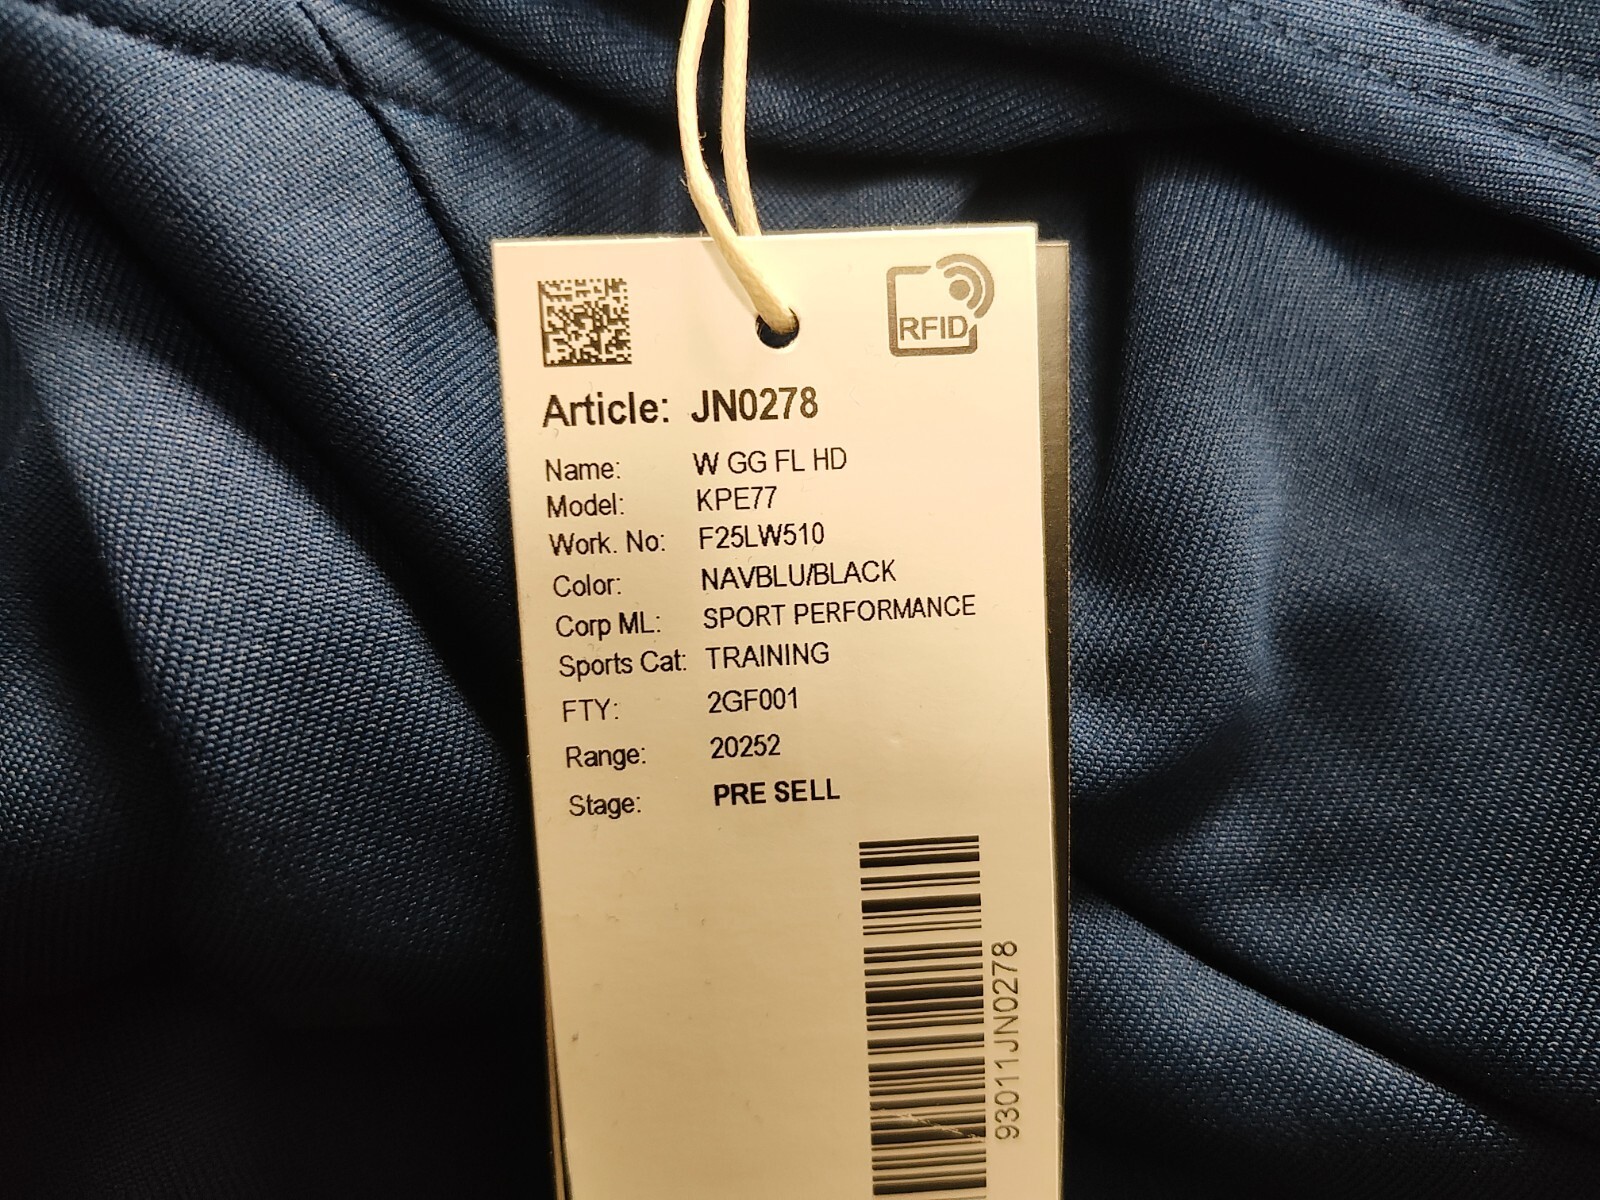 RFID
Article: JN0278
Name: W GG FL HD
Model: KPE77
Work. No: F25LW510
Color: NAVBLU/BLACK
Corp ML: SPORT PERFORMANCE
Sports Cat: TRAINING
FTY: 2GF001
Range: 20252
Stage: PRE SELL
93011JN0278